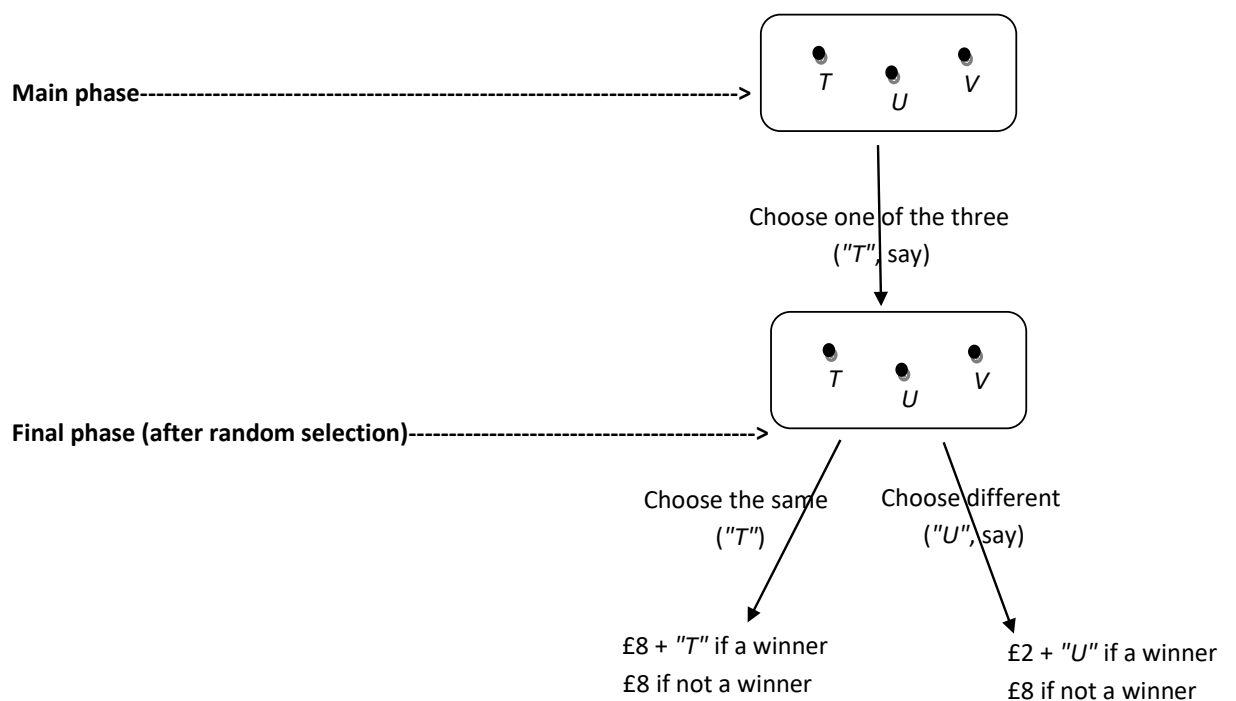 T U V
Main phase----------------------------------------------------------------------------->
Choose one of the three
("T", say)
T U V
Final phase (after random selection)------------------------------------------->
Choose the same
("T")
Choose different
("U", say)
£8 + "T" if a winner
£8 if not a winner
£2 + "U" if a winner
£8 if not a winner